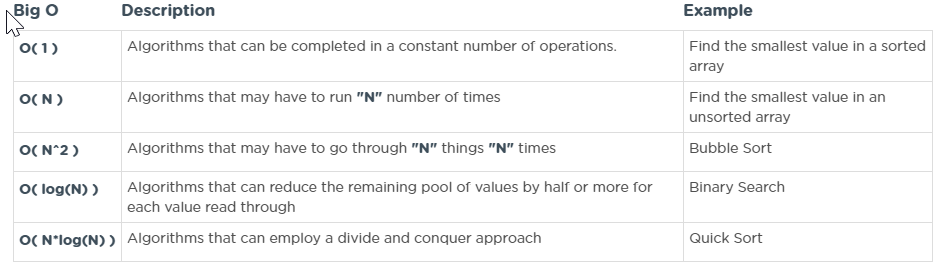 Big O Description Example
O( 1 ) Algorithms that can be completed in a constant number of operations. Find the smallest value in a sorted
array
O( N ) Algorithms that may have to run "N" number of times Find the smallest value in an
unsorted array
O( N^2 ) Algorithms that may have to go through "N" things "N" times Bubble Sort
O( log(N) ) Algorithms that can reduce the remaining pool of values by half or more for Binary Search
each value read through
O( N*log(N) ) Algorithms that can employ a divide and conquer approach Quick Sort